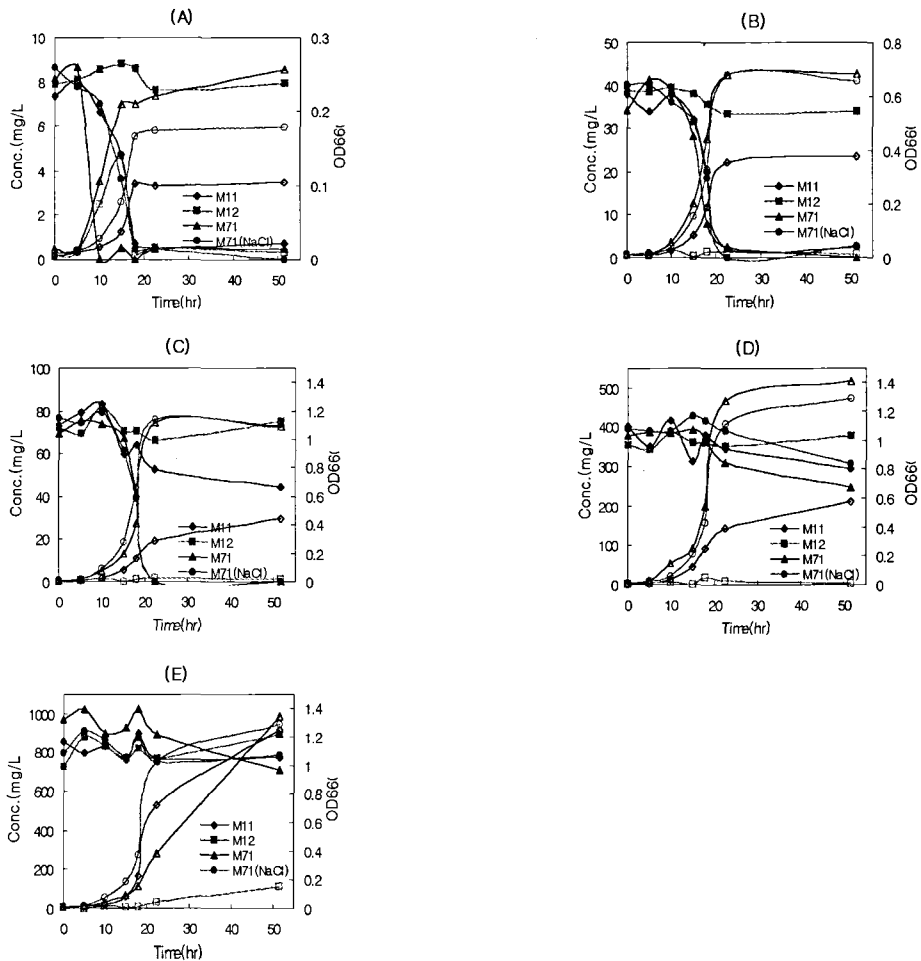 (A)
10
8
6
4
2
0
Conc.(mg/L)
0.3
0.2
0.1
0
OD66(
M11
M12
M71
M71(NaCl)
0 10 20 30 40 50
Time(hr)
(B)
50
40
30
20
10
0
Conc.(mg/L)
0.8
0.6
0.4
0.2
0
OD66(
M11
M12
M71
M71(NaCl)
0 10 20 30 40 50
Time(hr)
(C)
100
80
60
40
20
0
Conc.(mg/L)
1.4
1.2
1
0.8
0.6
0.4
0.2
0
OD66(
M11
M12
M71
M71(NaCl)
0 10 20 30 40 50
Time(hr)
(D)
500
400
300
200
100
0
Conc.(mg/L)
1.4
1.2
1
0.8
0.6
0.4
0.2
0
OD66(
M11
M12
M71
M71(NaCl)
0 10 20 30 40 50
Time(hr)
(E)
1000
800
600
400
200
0
Conc.(mg/L)
1.4
1.2
1
0.8
0.6
0.4
0.2
0
OD66(
M11
M12
M71
M71(NaCl)
0 10 20 30 40 50
Time(hr)